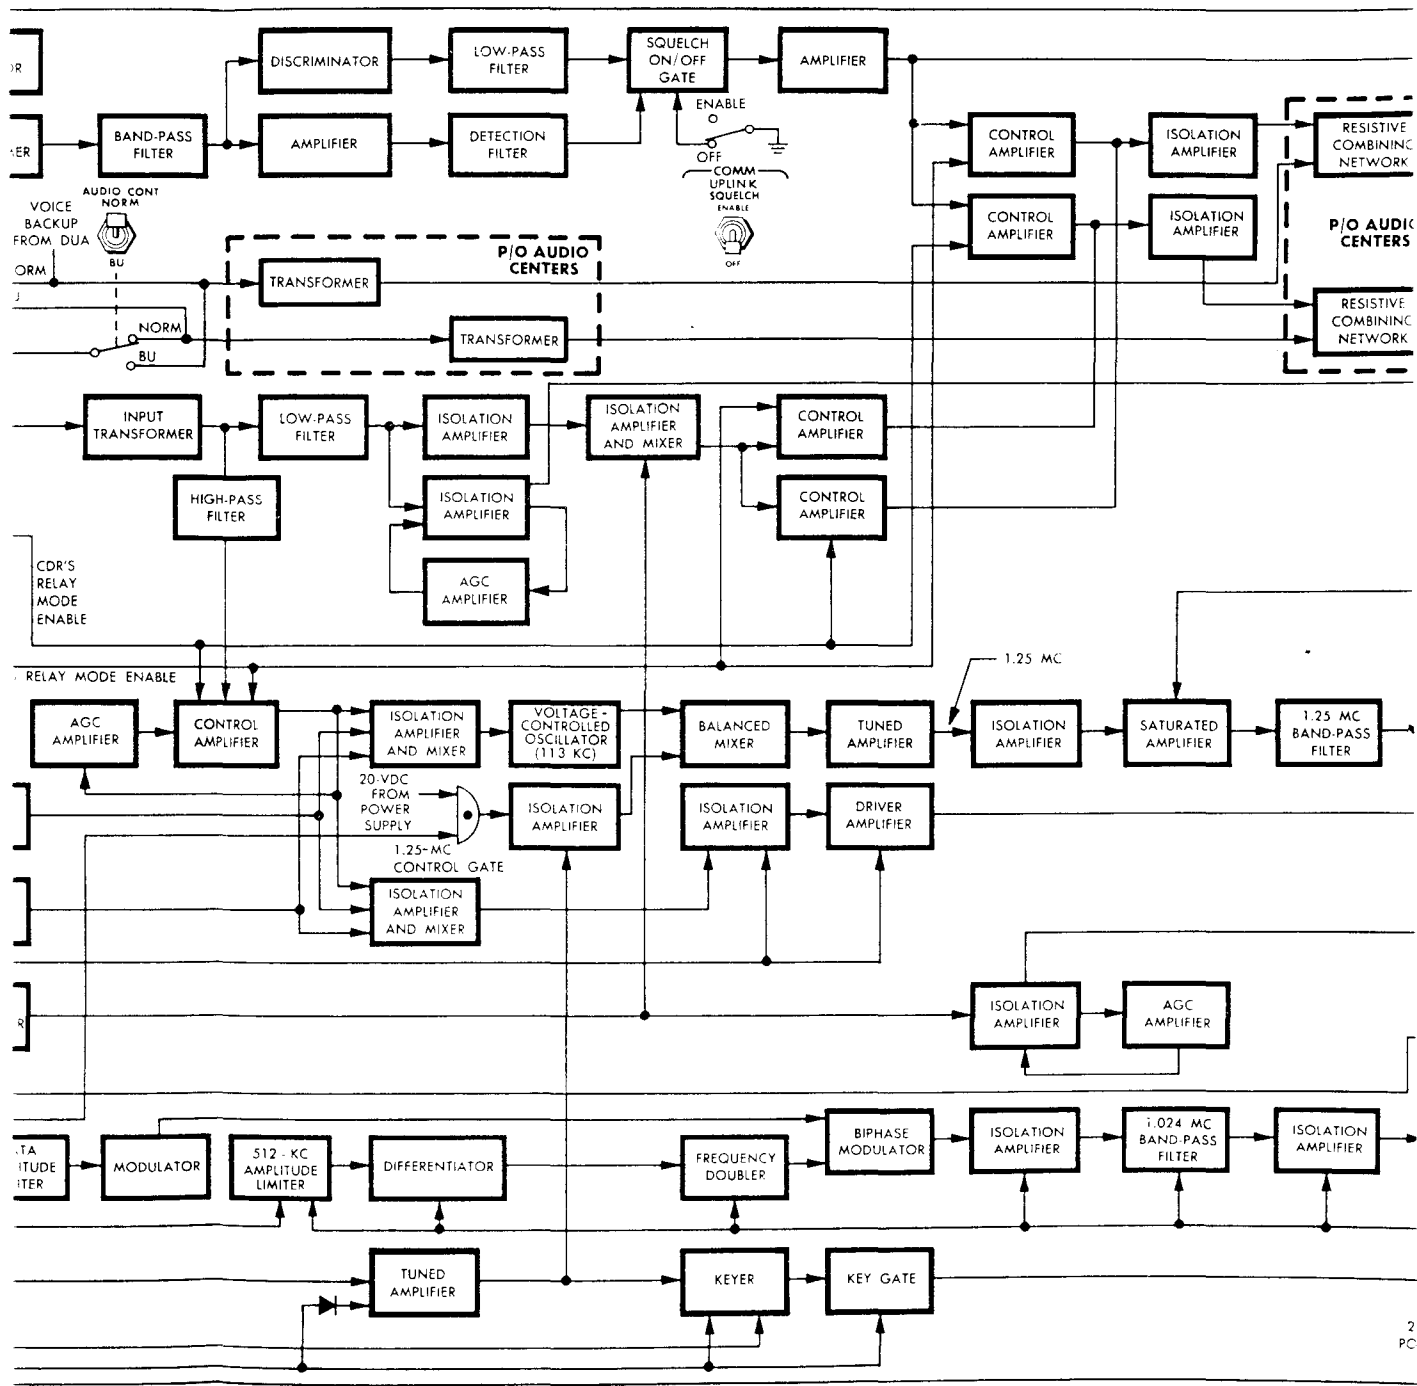 DISCRIMINATOR
LOW-PASS
FILTER
SQUELCH
ON/OFF
GATE
AMPLIFIER
OR
ENABLE
OFF
BAND-PASS
FILTER
AMPLIFIER
DETECTION
FILTER
CONTROL
AMPLIFIER
ISOLATION
AMPLIFIER
RESISTIVE
COMBINING
NETWORK
COMM
UPLINK
SQUELCH
ENABLE
OFF
AUDIO CONT
NORM
BU
VOICE
BACKUP
FROM DUA
ORM
P/O AUDIO
CENTERS
TRANSFORMER
TRANSFORMER
NORM
BU
CONTROL
AMPLIFIER
ISOLATION
AMPLIFIER
P/O AUDIO
CENTERS
RESISTIVE
COMBINING
NETWORK
INPUT
TRANSFORMER
LOW-PASS
FILTER
ISOLATION
AMPLIFIER
ISOLATION
AMPLIFIER
AND MIXER
CONTROL
AMPLIFIER
HIGH-PASS
FILTER
ISOLATION
AMPLIFIER
CONTROL
AMPLIFIER
CDR'S
RELAY
MODE
ENABLE
AGC
AMPLIFIER
RELAY MODE ENABLE
1.25 MC
AGC
AMPLIFIER
CONTROL
AMPLIFIER
ISOLATION
AMPLIFIER
AND MIXER
VOLTAGE-
CONTROLLED
OSCILLATOR
(113 KC)
BALANCED
MIXER
TUNED
AMPLIFIER
ISOLATION
AMPLIFIER
SATURATED
AMPLIFIER
1.25 MC
BAND-PASS
FILTER
20-VDC
FROM
POWER
SUPPLY
ISOLATION
AMPLIFIER
ISOLATION
AMPLIFIER
DRIVER
AMPLIFIER
1.25-MC
CONTROL GATE
ISOLATION
AMPLIFIER
AND MIXER
R
ISOLATION
AMPLIFIER
AGC
AMPLIFIER
MODULATOR
512-KC
AMPLITUDE
LIMITER
DIFFERENTIATOR
FREQUENCY
DOUBLER
BIPHASE
MODULATOR
ISOLATION
AMPLIFIER
1.024 MC
BAND-PASS
FILTER
ISOLATION
AMPLIFIER
TUNED
AMPLIFIER
KEYER
KEY GATE
2
PC